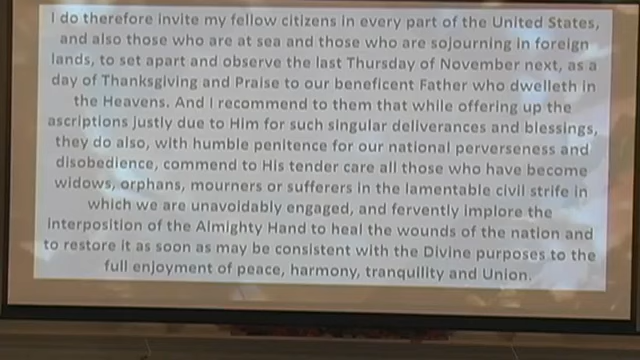 I do therefore invite my fellow citizens in every part of the United States,
and also those who are at sea and those who are sojourning in foreign
lands, to set apart and observe the last Thursday of November next, as a
day of Thanksgiving and Praise to our beneficent Father who dwelleth in
the Heavens. And I recommend to them that while offering up the
ascriptions justly due to Him for such singular deliverances and blessings,
they do also, with humble penitence for our national perverseness and
disobedience, commend to His tender care all those who have become
widows, orphans, mourners or sufferers in the lamentable civil strife in
which we are unavoidably engaged, and fervently implore the
interposition of the Almighty Hand to heal the wounds of the nation and
to restore it as soon as may be consistent with the Divine purposes to the
full enjoyment of peace, harmony, tranquility and Union.